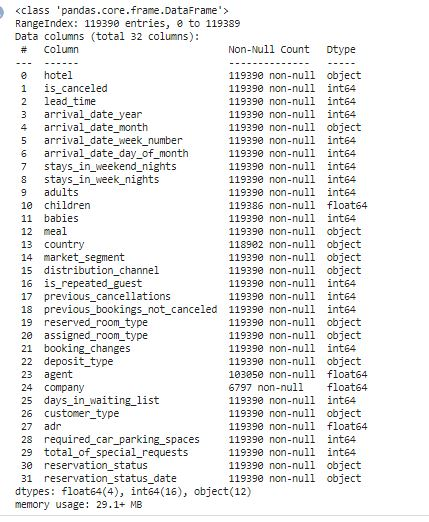 <class 'pandas.core.frame.DataFrame'>
RangeIndex: 119390 entries, 0 to 119389
Data columns (total 32 columns):
 #   Column                          Non-Null Count   Dtype
---  ------                          --------------   -----
 0   hotel                           119390 non-null  object
 1   is_canceled                     119390 non-null  int64
 2   lead_time                       119390 non-null  int64
 3   arrival_date_year               119390 non-null  int64
 4   arrival_date_month              119390 non-null  object
 5   arrival_date_week_number        119390 non-null  int64
 6   arrival_date_day_of_month       119390 non-null  int64
 7   stays_in_weekend_nights         119390 non-null  int64
 8   stays_in_week_nights            119390 non-null  int64
 9   adults                          119390 non-null  int64
 10  children                        119386 non-null  float64
 11  babies                          119390 non-null  int64
 12  meal                            119390 non-null  object
 13  country                         118902 non-null  object
 14  market_segment                  119390 non-null  object
 15  distribution_channel            119390 non-null  object
 16  is_repeated_guest               119390 non-null  int64
 17  previous_cancellations          119390 non-null  int64
 18  previous_bookings_not_canceled  119390 non-null  int64
 19  reserved_room_type              119390 non-null  object
 20  assigned_room_type              119390 non-null  object
 21  booking_changes                 119390 non-null  int64
 22  deposit_type                    119390 non-null  object
 23  agent                           103050 non-null  float64
 24  company                         6797 non-null    float64
 25  days_in_waiting_list            119390 non-null  int64
 26  customer_type                   119390 non-null  object
 27  adr                             119390 non-null  float64
 28  required_car_parking_spaces     119390 non-null  int64
 29  total_of_special_requests       119390 non-null  int64
 30  reservation_status              119390 non-null  object
 31  reservation_status_date         119390 non-null  object
dtypes: float64(4), int64(16), object(12)
memory usage: 29.1+ MB